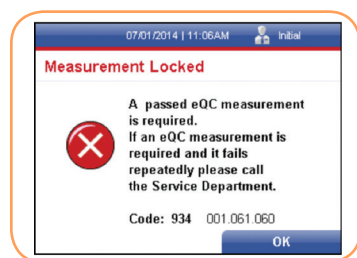 07/01/2014 | 11:06AM Initial
Measurement Locked
A passed eQC measurement
is required.
If an eQC measurement is
required and it fails
repeatedly please call
the Service Department.
Code: 934 001.061.060
OK